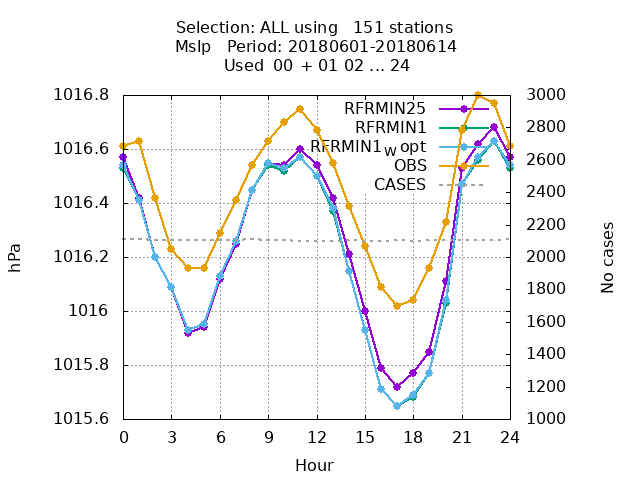 Selection: ALL using 151 stations
Mslp Period: 20180601-20180614
Used 00 + 01 02 ... 24
1016.8
1016.6
1016.4
1016.2
1016
1015.8
1015.6
hPa
RFRMIN25
RFRMIN1
RFRMIN1w opt
OBS
CASES
3000
2800
2600
2400
2200
2000
1800
1600
1400
1200
1000
No cases
0 3 6 9 12 15 18 21 24
Hour